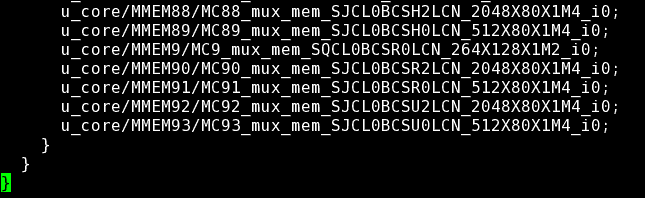 u_core/MMEM88/MC88_mux_mem_SJCL0BCSH2LCN_2048X80X1M4_i0;
u_core/MMEM89/MC89_mux_mem_SJCL0BCSH0LCN_512X80X1M4_i0;
u_core/MMEM9/MC9_mux_mem_SQCL0BCSR0LCN_264X128X1M2_i0;
u_core/MMEM90/MC90_mux_mem_SJCL0BCSR2LCN_2048X80X1M4_i0;
u_core/MMEM91/MC91_mux_mem_SJCL0BCSR0LCN_512X80X1M4_i0;
u_core/MMEM92/MC92_mux_mem_SJCL0BCSU2LCN_2048X80X1M4_i0;
u_core/MMEM93/MC93_mux_mem_SJCL0BCSU0LCN_512X80X1M4_i0;
}
}
}